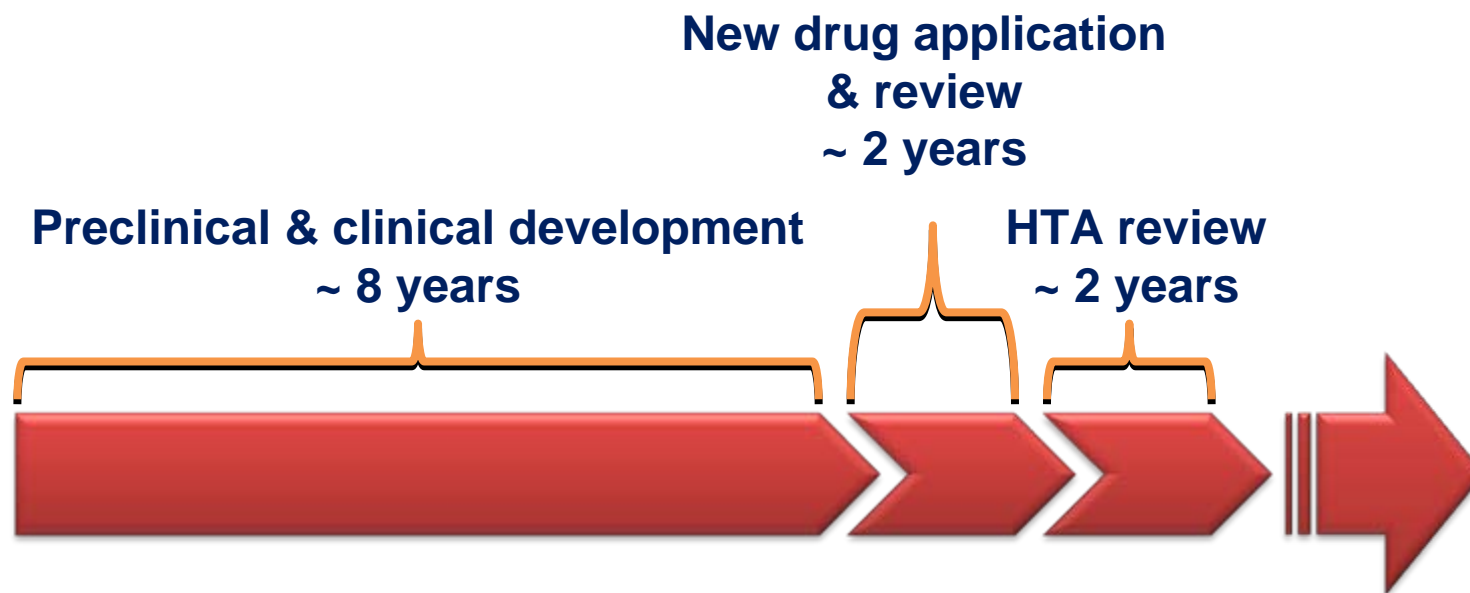 New drug application
& review
~ 2 years
Preclinical & clinical development
~ 8 years
HTA review
~ 2 years